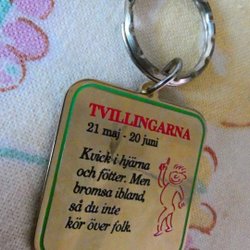 TVILLINGARNA
21 maj - 20 juni
Kvick i hjärna
och fötter. Men
bromsa ibland,
så du inte
kör över folk.